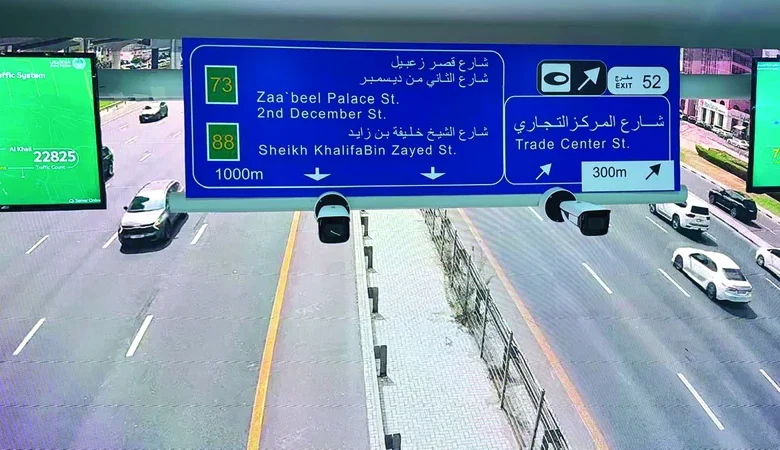 affic System
Al Khail
22825
Traffic Count
شارع قصر زعبيل
شارع الثاني من ديسمبر
73
Zaa`beel Palace St.
2nd December St.
شارع الشيخ خليفة بن زايد
88
Sheikh KhalifaBin Zayed St.
1000m
مخرج
EXIT 52
شارع المركز التجاري
Trade Center St.
300m